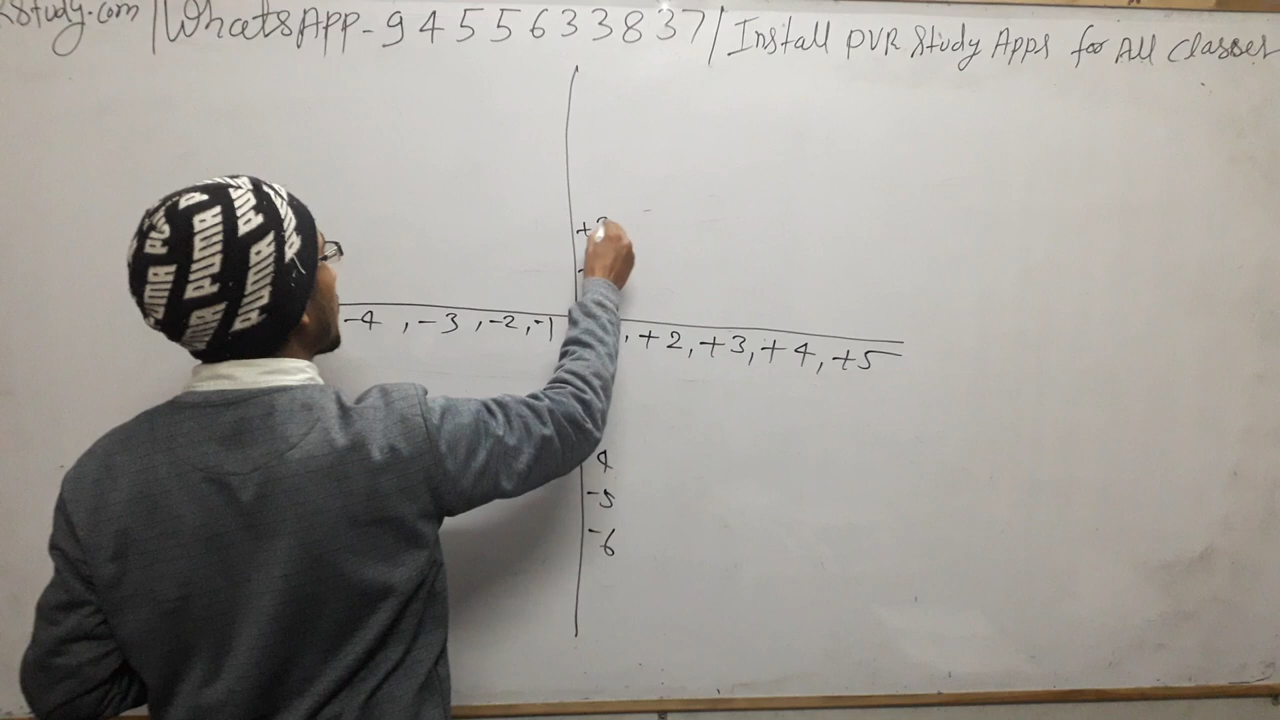 Study.com / WhatsApp-9455633837 / Install PVR Study Apps for All Classes
PUMA PUMA PUMA
-4 , -3 , -2, -1 , +2, +3, +4, +5
4
-5
-6